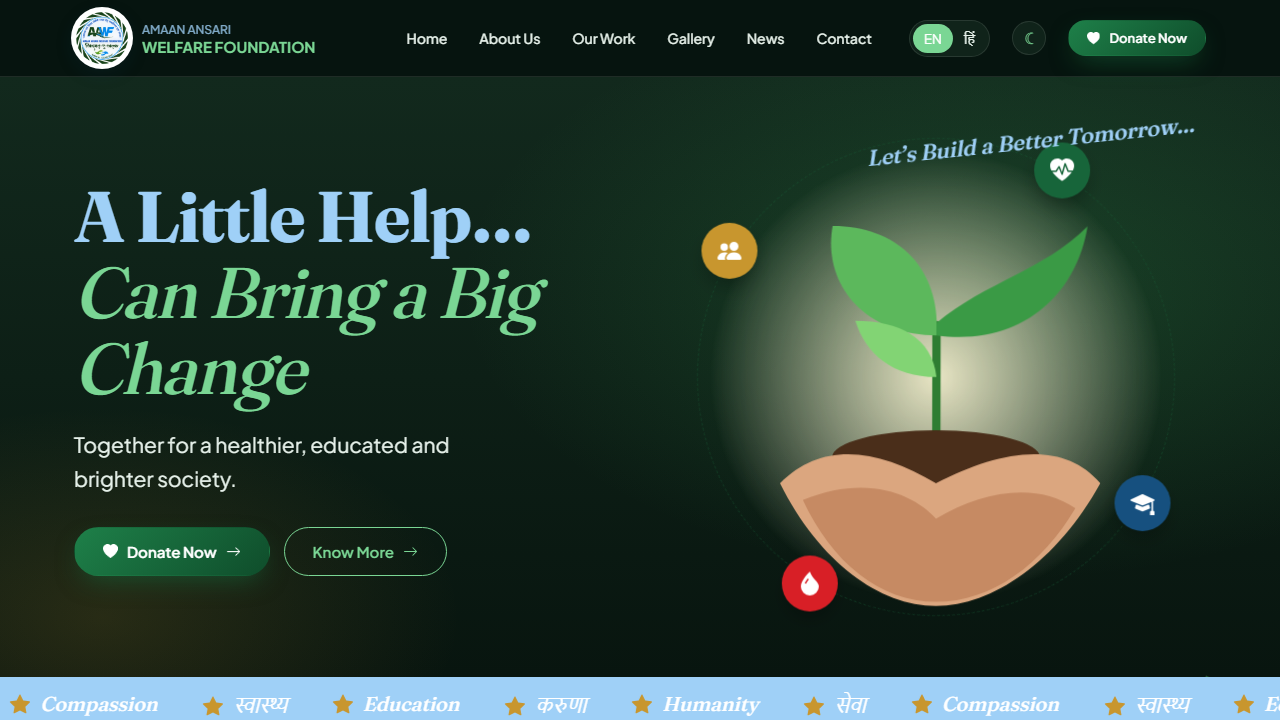 AMAAN ANSARI
WELFARE FOUNDATION
Home About Us Our Work Gallery News Contact EN हिं Donate Now
Let's Build a Better Tomorrow...
A Little Help...
Can Bring a Big
Change
Together for a healthier, educated and
brighter society.
Donate Now → Know More →
Compassion स्वास्थ्य Education करुणा Humanity सेवा Compassion स्वास्थ्य